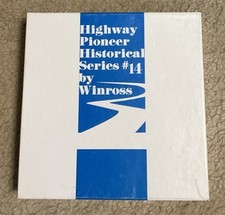 Highway
Pioneer
Historical
Series #14
by
Winross